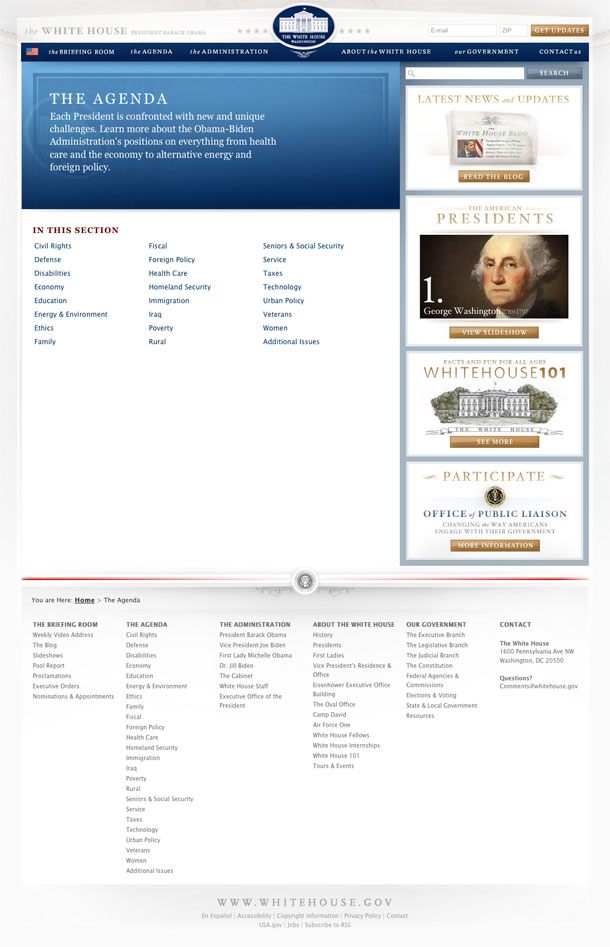 the WHITE HOUSE PRESIDENT BARACK OBAMA
THE WHITE HOUSE
WASHINGTON
E-mail
ZIP
GET UPDATES
the BRIEFING ROOM
the AGENDA
the ADMINISTRATION
ABOUT the WHITE HOUSE
our GOVERNMENT
CONTACT us
SEARCH
THE AGENDA
Each President is confronted with new and unique
challenges. Learn more about the Obama-Biden
Administration's positions on everything from health
care and the economy to alternative energy and
foreign policy.
IN THIS SECTION
Civil Rights
Defense
Disabilities
Economy
Education
Energy & Environment
Ethics
Family
Fiscal
Foreign Policy
Health Care
Homeland Security
Immigration
Iraq
Poverty
Rural
Seniors & Social Security
Service
Taxes
Technology
Urban Policy
Veterans
Women
Additional Issues
LATEST NEWS and UPDATES
WHITE HOUSE BLOG
READ THE BLOG
THE AMERICAN
PRESIDENTS
1.
George Washington 1789-1797
VIEW SLIDESHOW
FACTS AND FUN FOR ALL AGES
WHITEHOUSE101
THE WHITE HOUSE
SEE MORE
PARTICIPATE
OFFICE of PUBLIC LIAISON
CHANGING the WAY AMERICANS
ENGAGE WITH THEIR GOVERNMENT
MORE INFORMATION
You are Here: Home > The Agenda
THE BRIEFING ROOM
Weekly Video Address
The Blog
Slideshows
Pool Report
Proclamations
Executive Orders
Nominations & Appointments
THE AGENDA
Civil Rights
Defense
Disabilities
Economy
Education
Energy & Environment
Ethics
Family
Fiscal
Foreign Policy
Health Care
Homeland Security
Immigration
Iraq
Poverty
Rural
Seniors & Social Security
Service
Taxes
Technology
Urban Policy
Veterans
Women
Additional Issues
THE ADMINISTRATION
President Barack Obama
Vice President Joe Biden
First Lady Michelle Obama
Dr. Jill Biden
The Cabinet
White House Staff
Executive Office of the
President
ABOUT THE WHITE HOUSE
History
Presidents
First Ladies
Vice President's Residence &
Office
Eisenhower Executive Office
Building
The Oval Office
Camp David
Air Force One
White House Fellows
White House Internships
White House 101
Tours & Events
OUR GOVERNMENT
The Executive Branch
The Legislative Branch
The Judicial Branch
The Constitution
Federal Agencies &
Commissions
Elections & Voting
State & Local Government
Resources
CONTACT
The White House
1600 Pennsylvania Ave NW
Washington, DC 20500
Questions?
Comments@whitehouse.gov
WWW.WHITEHOUSE.GOV
En Español | Accessibility | Copyright Information | Privacy Policy | Contact
USA.gov | Jobs | Subscribe to RSS